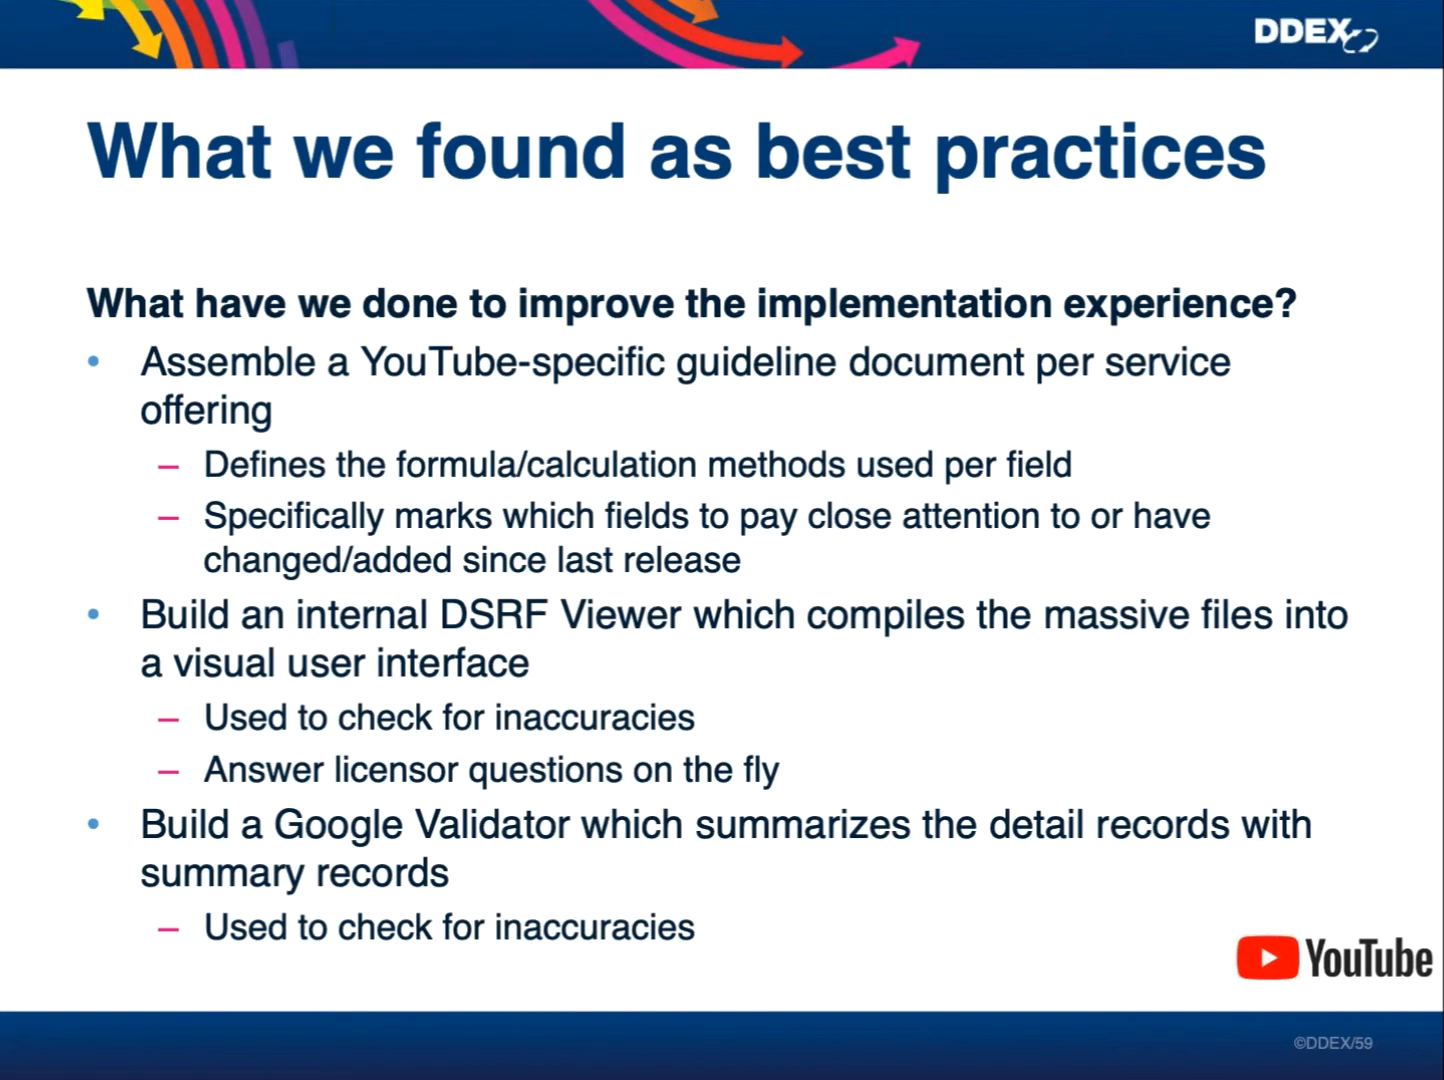 DDEX
What we found as best practices
What have we done to improve the implementation experience?
• Assemble a YouTube-specific guideline document per service
offering
– Defines the formula/calculation methods used per field
– Specifically marks which fields to pay close attention to or have
changed/added since last release
• Build an internal DSRF Viewer which compiles the massive files into
a visual user interface
– Used to check for inaccuracies
– Answer licensor questions on the fly
• Build a Google Validator which summarizes the detail records with
summary records
– Used to check for inaccuracies
YouTube
©DDEX/59